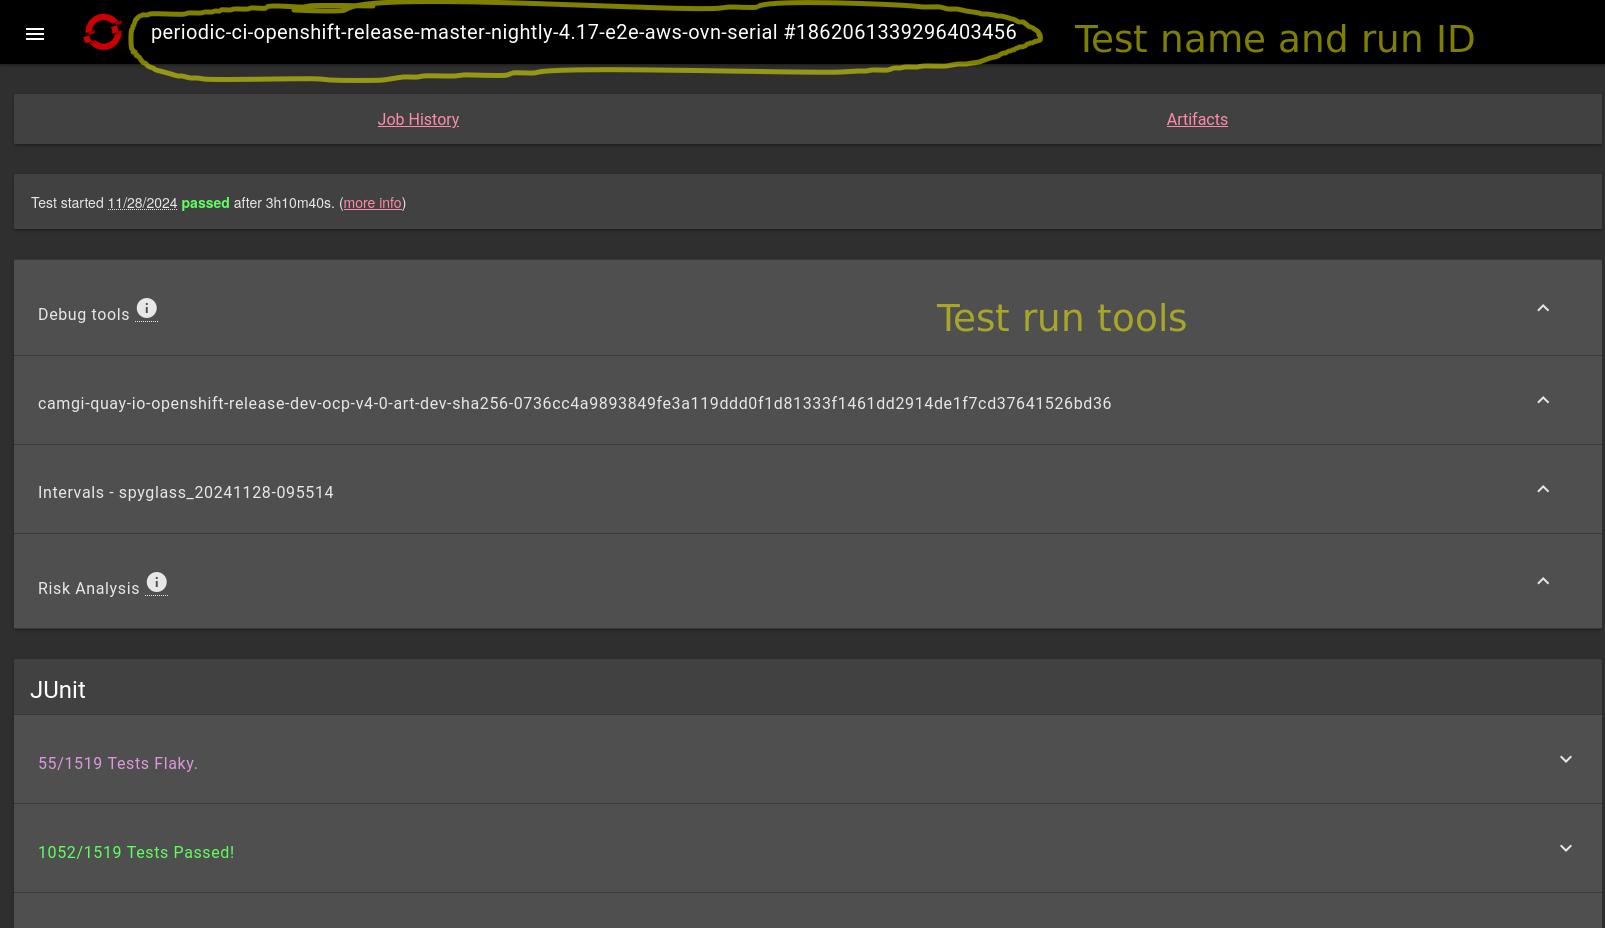 periodic-ci-openshift-release-master-nightly-4.17-e2e-aws-ovn-serial #1862061339296403456
Test name and run ID
Job History
Artifacts
Test started 11/28/2024 passed after 3h10m40s. (more info)
Debug tools
Test run tools
camgi-quay-io-openshift-release-dev-ocp-v4-0-art-dev-sha256-0736cc4a9893849fe3a119ddd0f1d81333f1461dd2914de1f7cd37641526bd36
Intervals - spyglass_20241128-095514
Risk Analysis
JUnit
55/1519 Tests Flaky.
1052/1519 Tests Passed!